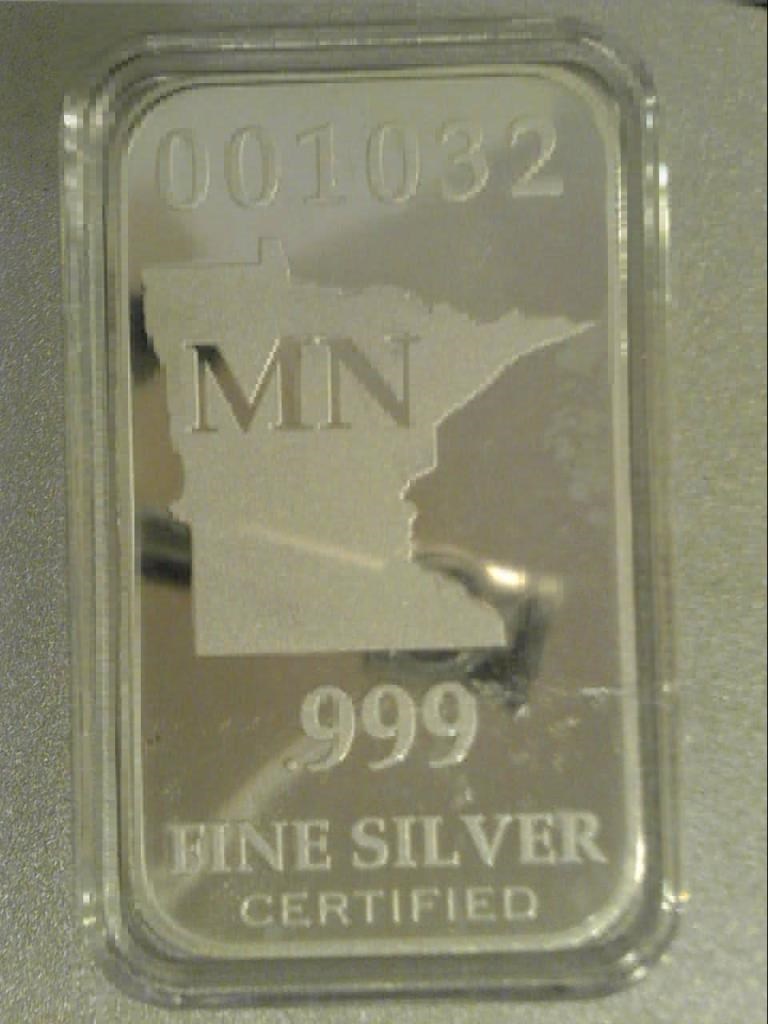 001032
MN
.999
FINE SILVER
CERTIFIED